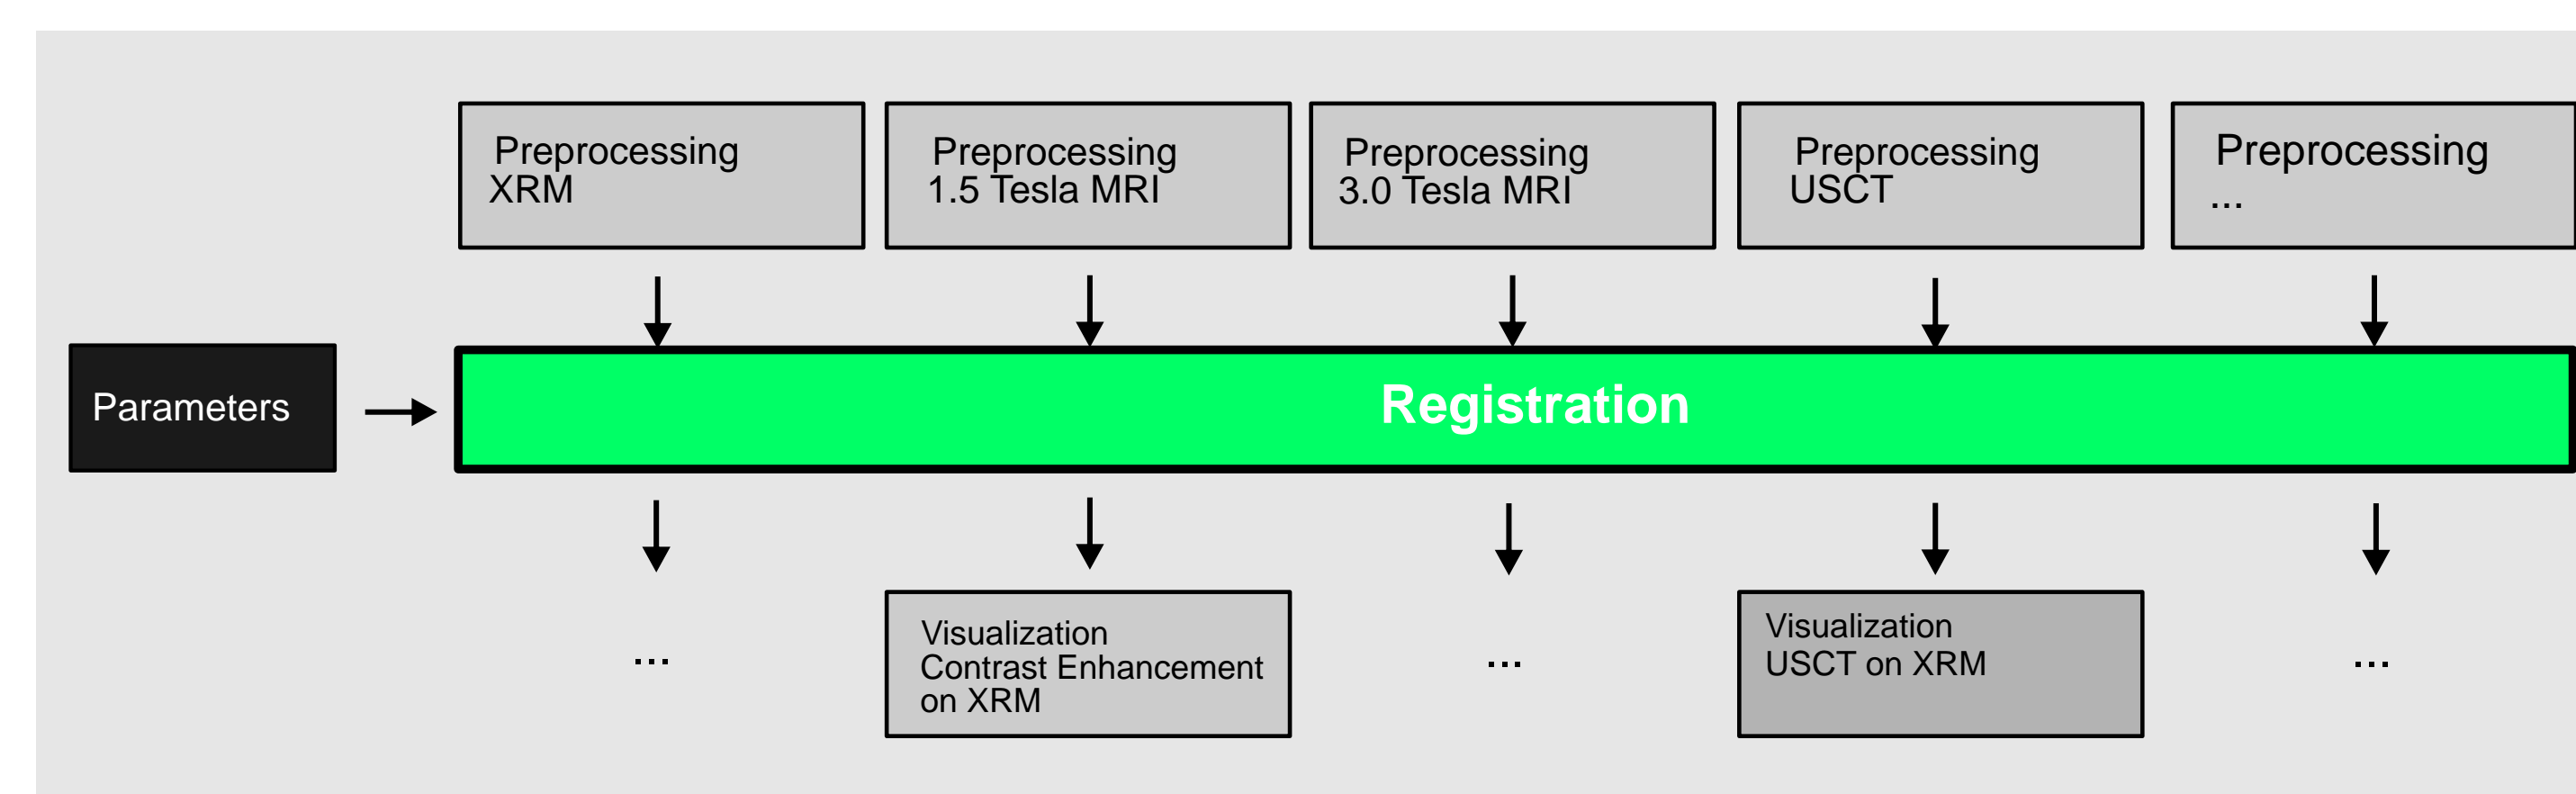 Preprocessing
XRM
Preprocessing
1.5 Tesla MRI
Preprocessing
3.0 Tesla MRI
Preprocessing
USCT
Preprocessing
...
Parameters
Registration
...
Visualization
Contrast Enhancement
on XRM
...
Visualization
USCT on XRM
...